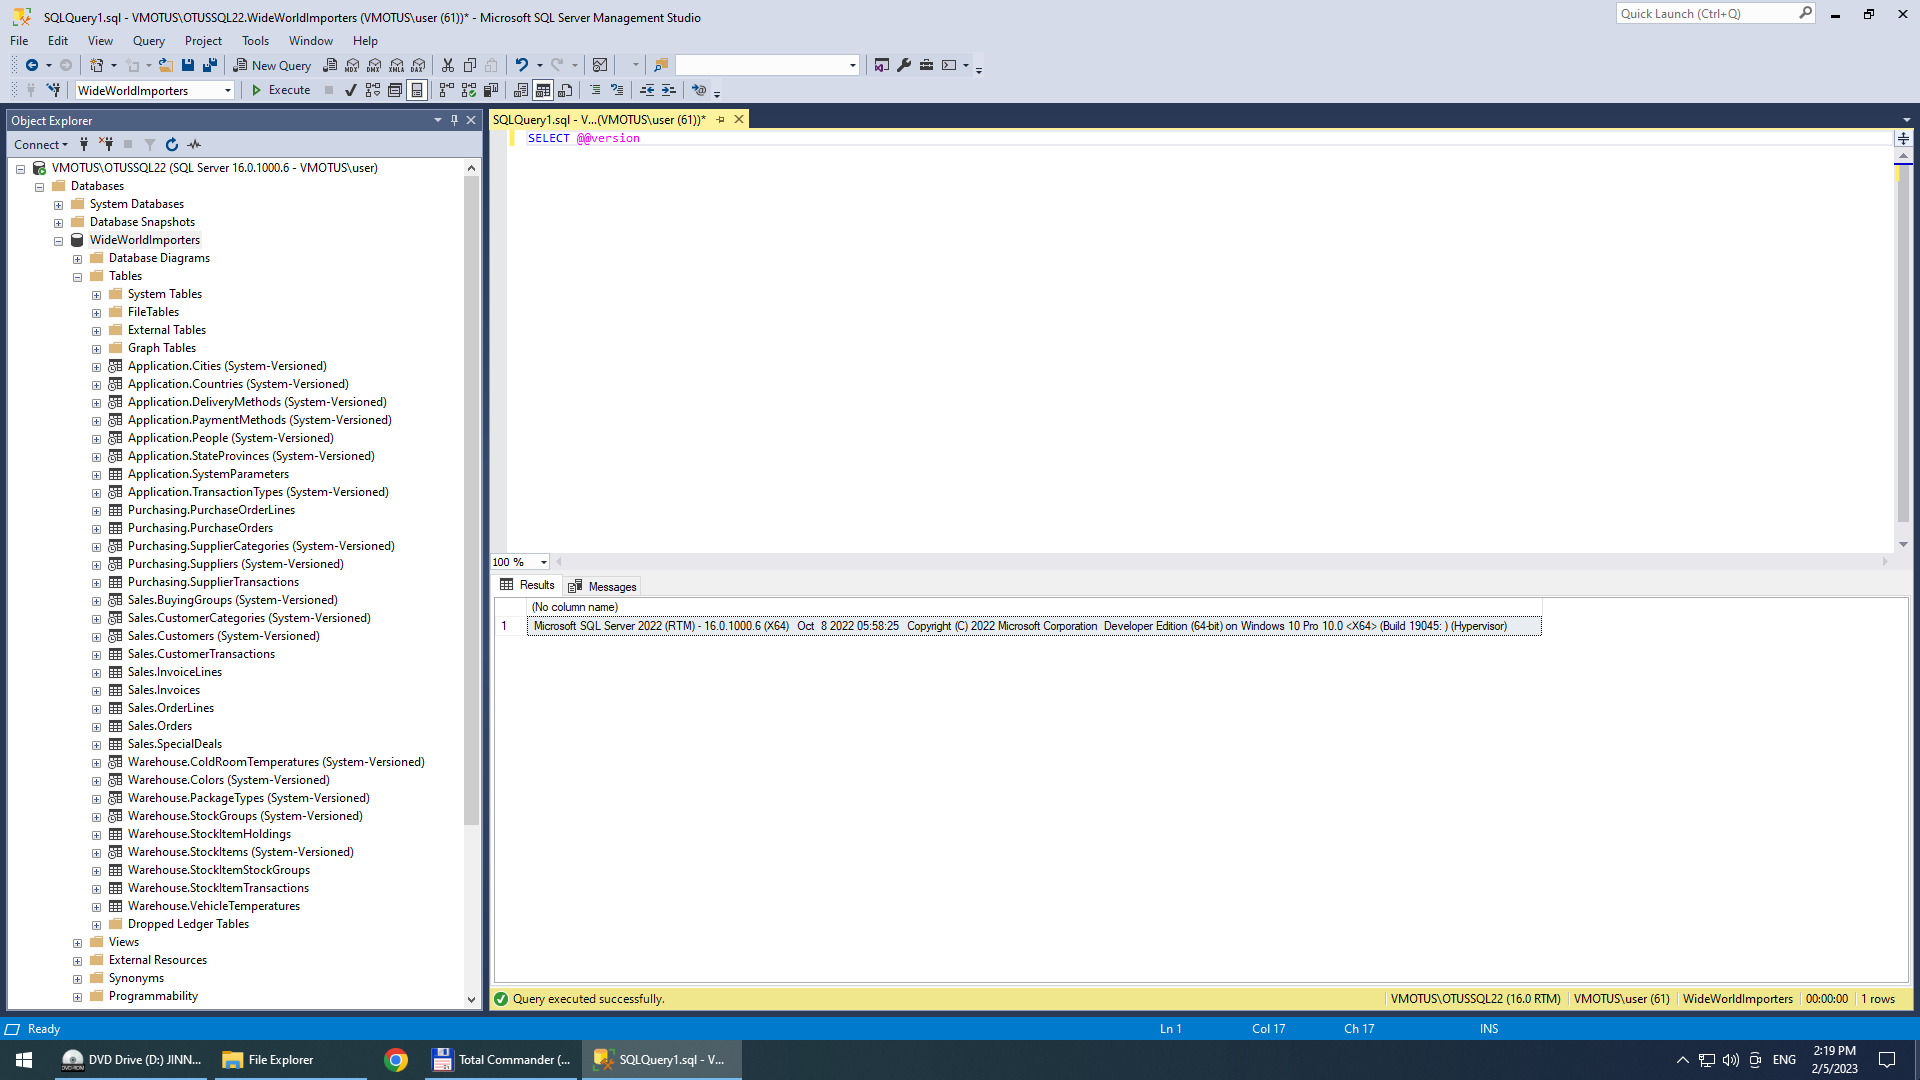 SQLQuery1.sql - VMOTUS\OTUSSQL22.WideWorldImporters (VMOTUS\user (61))* - Microsoft SQL Server Management Studio
Quick Launch (Ctrl+Q)
File Edit View Query Project Tools Window Help
New Query MDX DMX XMLA DAX
WideWorldImporters Execute
Object Explorer
Connect
VMOTUS\OTUSSQL22 (SQL Server 16.0.1000.6 - VMOTUS\user)
Databases
System Databases
Database Snapshots
WideWorldImporters
Database Diagrams
Tables
System Tables
FileTables
External Tables
Graph Tables
Application.Cities (System-Versioned)
Application.Countries (System-Versioned)
Application.DeliveryMethods (System-Versioned)
Application.PaymentMethods (System-Versioned)
Application.People (System-Versioned)
Application.StateProvinces (System-Versioned)
Application.SystemParameters
Application.TransactionTypes (System-Versioned)
Purchasing.PurchaseOrderLines
Purchasing.PurchaseOrders
Purchasing.SupplierCategories (System-Versioned)
Purchasing.Suppliers (System-Versioned)
Purchasing.SupplierTransactions
Sales.BuyingGroups (System-Versioned)
Sales.CustomerCategories (System-Versioned)
Sales.Customers (System-Versioned)
Sales.CustomerTransactions
Sales.InvoiceLines
Sales.Invoices
Sales.OrderLines
Sales.Orders
Sales.SpecialDeals
Warehouse.ColdRoomTemperatures (System-Versioned)
Warehouse.Colors (System-Versioned)
Warehouse.PackageTypes (System-Versioned)
Warehouse.StockGroups (System-Versioned)
Warehouse.StockItemHoldings
Warehouse.StockItems (System-Versioned)
Warehouse.StockItemStockGroups
Warehouse.StockItemTransactions
Warehouse.VehicleTemperatures
Dropped Ledger Tables
Views
External Resources
Synonyms
Programmability
SQLQuery1.sql - V...(VMOTUS\user (61))*
SELECT @@version
100 %
Results Messages
(No column name)
1 Microsoft SQL Server 2022 (RTM) - 16.0.1000.6 (X64) Oct 8 2022 05:58:25 Copyright (C) 2022 Microsoft Corporation Developer Edition (64-bit) on Windows 10 Pro 10.0 <X64> (Build 19045: ) (Hypervisor)
Query executed successfully. VMOTUS\OTUSSQL22 (16.0 RTM) VMOTUS\user (61) WideWorldImporters 00:00:00 1 rows
Ready Ln 1 Col 17 Ch 17 INS
DVD Drive (D:) JINN... File Explorer Total Commander (... SQLQuery1.sql - V... ENG
2:19 PM
2/5/2023